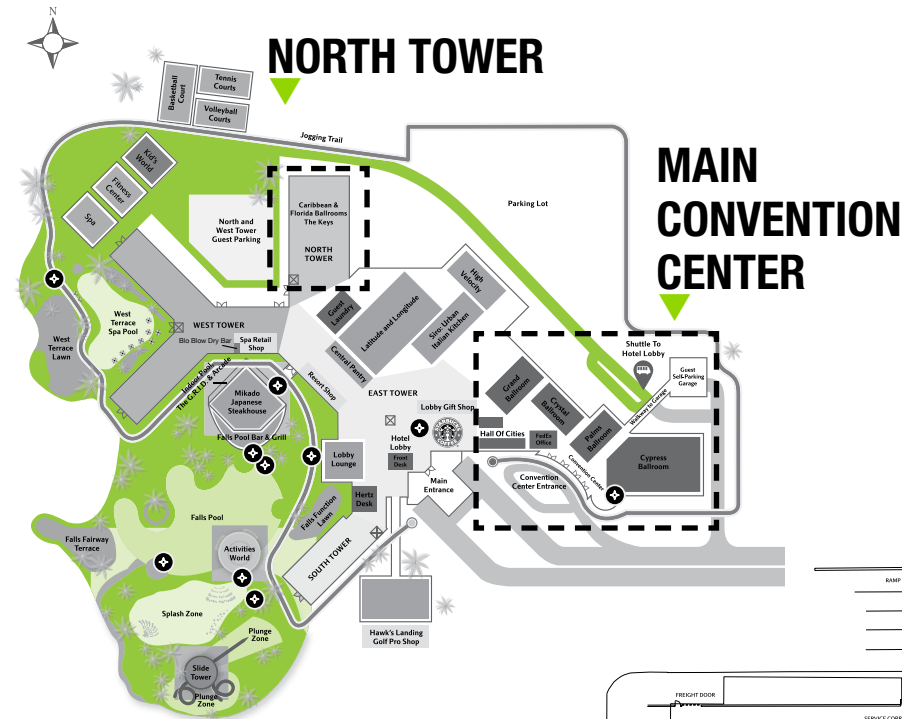 N
NORTH TOWER
Basketball
Court
Tennis
Courts
Volleyball
Courts
Jogging Trail
MAIN
CONVENTION
CENTER
Kid's
World
Fitness
Center
Spa
North and
West Tower
Guest Parking
Caribbean &
Florida Ballrooms
The Keys
NORTH
TOWER
Parking Lot
High
Velocity
Guest
Laundry
Latitude and Longitude
Siro: Urban
Italian Kitchen
Central Pantry
West
Terrace
Spa Pool
West
Terrace
Lawn
WEST TOWER
Blo Blow Dry Bar
Spa Retail
Shop
Indoor Pool
The G.R.I.D. & Arcade
Mikado
Japanese
Steakhouse
Resort Shop
EAST TOWER
Lobby Gift Shop
Shuttle To
Hotel Lobby
Guest
Self-Parking
Garage
Walkway to Garage
Grand
Ballroom
Crystal
Ballroom
Palms
Ballroom
Hall Of Cities
FedEx
Office
Cypress
Ballroom
Convention Center
Convention
Center Entrance
Falls Pool Bar & Grill
Lobby
Lounge
Hotel
Lobby
Front
Desk
Main
Entrance
Hertz
Desk
Falls Function
Lawn
Falls Pool
Falls Fairway
Terrace
Activities
World
SOUTH TOWER
Splash Zone
Plunge
Zone
Slide
Tower
Plunge
Zone
Hawk's Landing
Golf Pro Shop
RAMP
FREIGHT DOOR